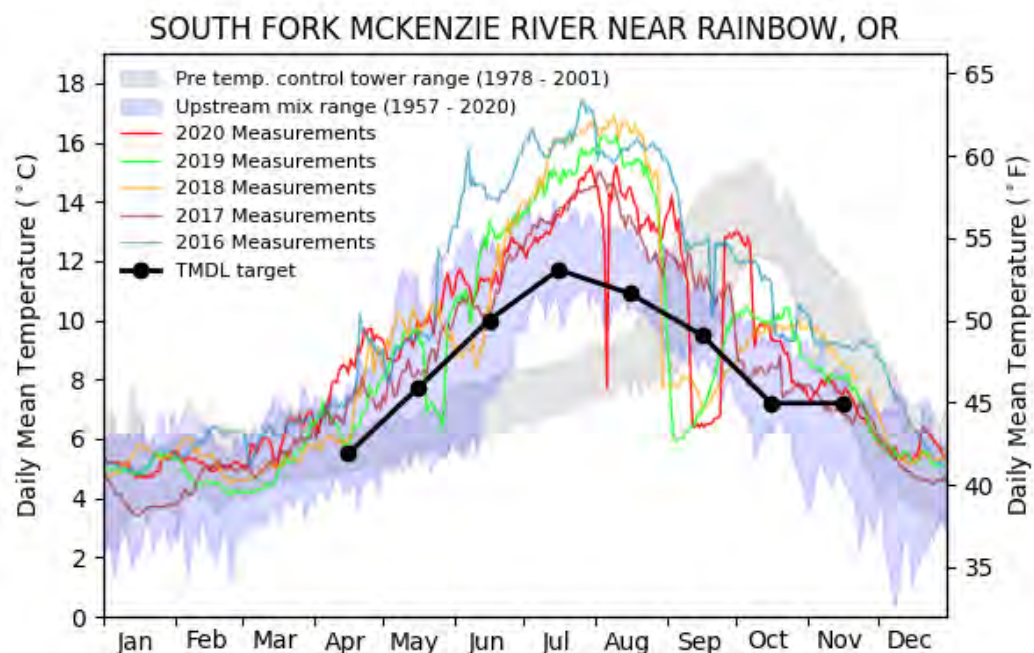 SOUTH FORK MCKENZIE RIVER NEAR RAINBOW, OR
Pre temp. control tower range (1978 - 2001)
Upstream mix range (1957 - 2020)
2020 Measurements
2019 Measurements
2018 Measurements
2017 Measurements
2016 Measurements
TMDL target
Daily Mean Temperature (°C)
18
16
14
12
10
8
6
4
2
0
Daily Mean Temperature (°F)
65
60
55
50
45
40
35
Jan Feb Mar Apr May Jun Jul Aug Sep Oct Nov Dec